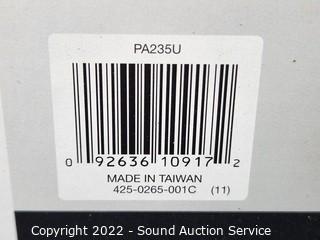 PA235U
0 92636 10917 2
MADE IN TAIWAN
425-0265-001C (11)
Copyright 2022 - Sound Auction Service